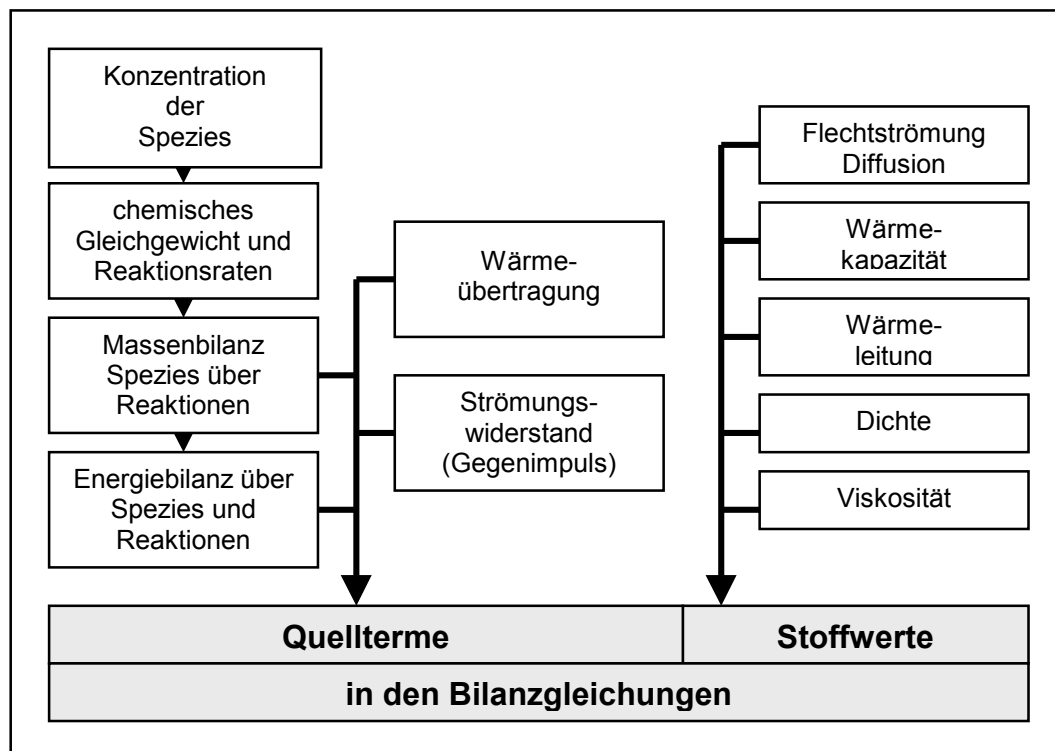 Konzentration
der
Spezies
chemisches
Gleichgewicht und
Reaktionsraten
Massenbilanz
Spezies über
Reaktionen
Energiebilanz über
Spezies und
Reaktionen
Wärme-
übertragung
Strömungs-
widerstand
(Gegenimpuls)
Flechtströmung
Diffusion
Wärme-
kapazität
Wärme-
leitung
Dichte
Viskosität
Quellterme
Stoffwerte
in den Bilanzgleichungen